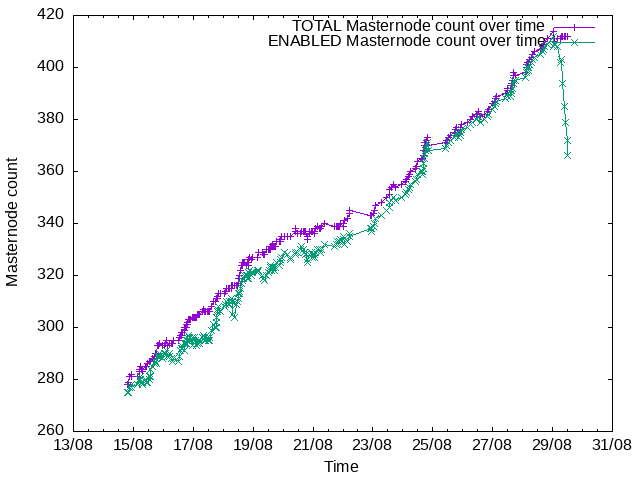 TOTAL Masternode count over time
ENABLED Masternode count over time
420
400
380
360
340
320
300
280
260
Masternode count
13/08 15/08 17/08 19/08 21/08 23/08 25/08 27/08 29/08 31/08
Time